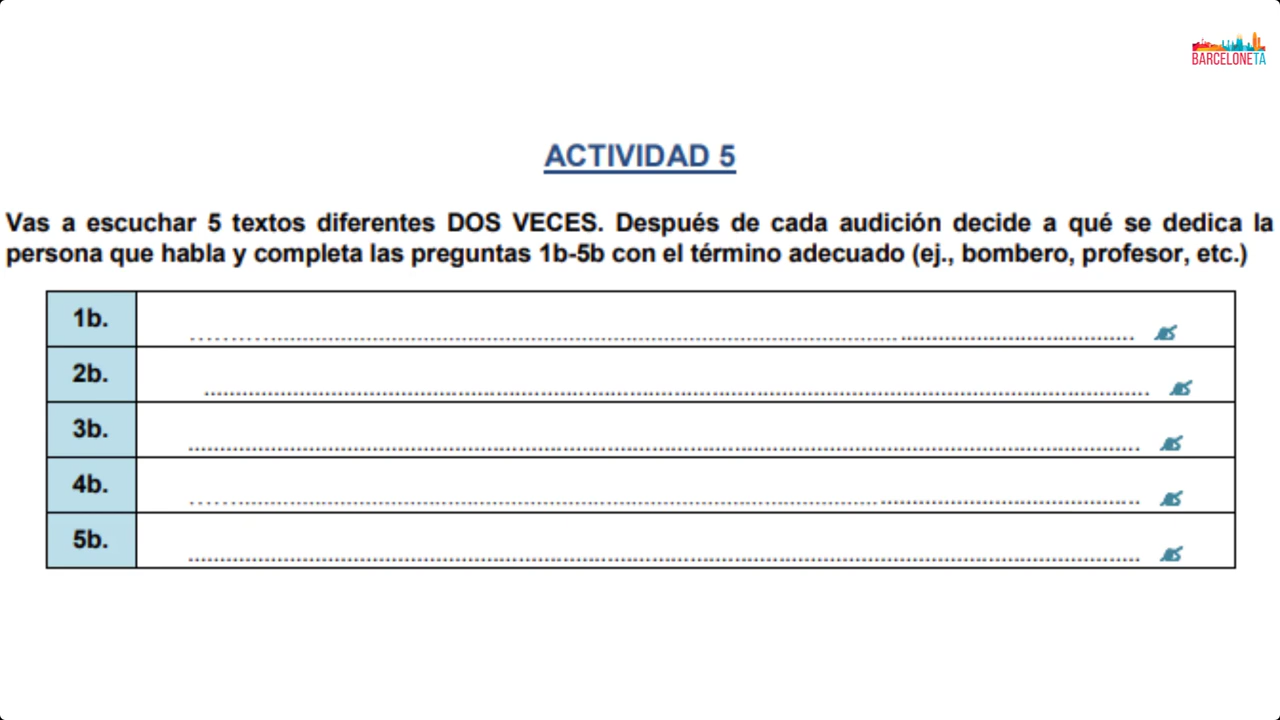 BARCELONETA
ACTIVIDAD 5
Vas a escuchar 5 textos diferentes DOS VECES. Después de cada audición decide a qué se dedica la
persona que habla y completa las preguntas 1b-5b con el término adecuado (ej., bombero, profesor, etc.)
1b.
2b.
3b.
4b.
5b.